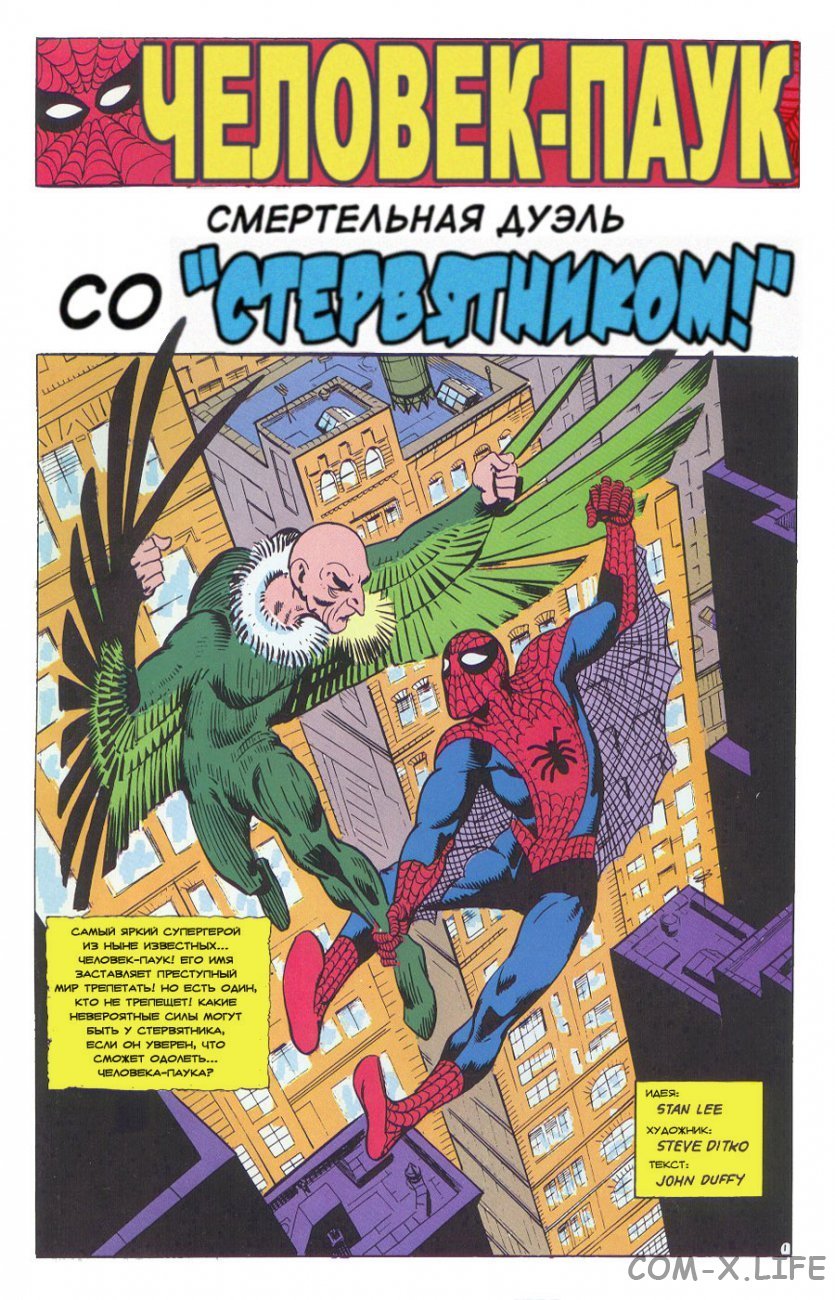 ЧЕЛОВЕК-ПАУК
СМЕРТЕЛЬНАЯ ДУЭЛЬ
СО "СТЕРВЯТНИКОМ!"
САМЫЙ ЯРКИЙ СУПЕРГЕРОЙ
ИЗ НЫНЕ ИЗВЕСТНЫХ...
ЧЕЛОВЕК-ПАУК! ЕГО ИМЯ
ЗАСТАВЛЯЕТ ПРЕСТУПНЫЙ
МИР ТРЕПЕТАТЬ! НО ЕСТЬ ОДИН,
КТО НЕ ТРЕПЕЩЕТ! КАКИЕ
НЕВЕРОЯТНЫЕ СИЛЫ МОГУТ
БЫТЬ У СТЕРВЯТНИКА,
ЕСЛИ ОН УВЕРЕН, ЧТО
СМОЖЕТ ОДОЛЕТЬ...
ЧЕЛОВЕКА-ПАУКА?
ИДЕЯ:
STAN LEE
ХУДОЖНИК:
STEVE DITKO
ТЕКСТ:
JOHN DUFFY
1
COM-X.LIFE